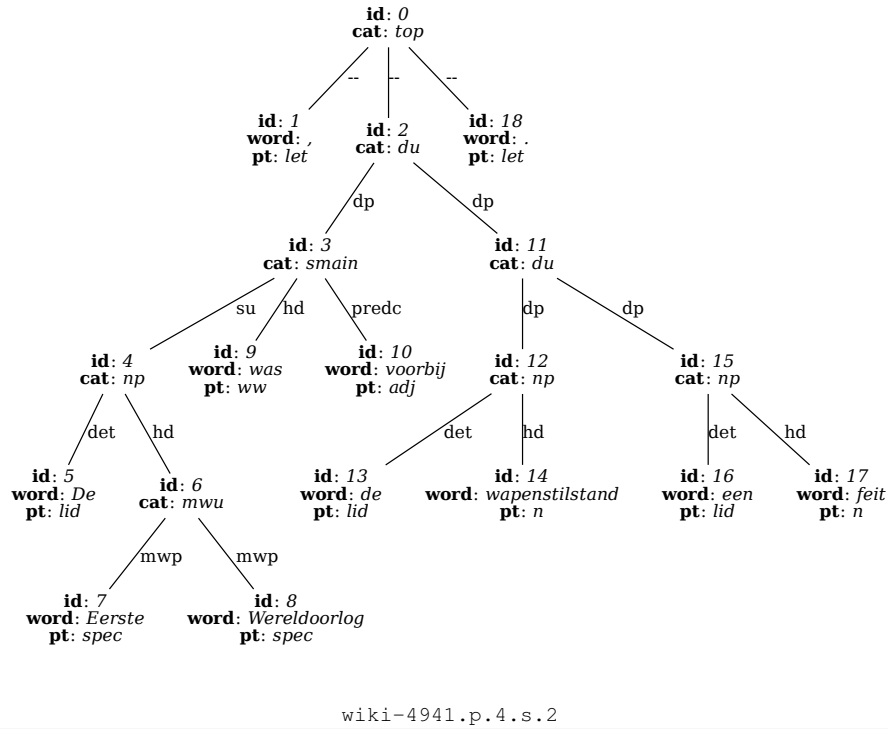 id: 0
cat: top
-- -- --
id: 1
word: ,
pt: let
id: 2
cat: du
id: 18
word: .
pt: let
dp dp
id: 3
cat: smain
id: 11
cat: du
su hd predc dp dp
id: 4
cat: np
id: 9
word: was
pt: ww
id: 10
word: voorbij
pt: adj
id: 12
cat: np
id: 15
cat: np
det hd det hd det hd
id: 5
word: De
pt: lid
id: 6
cat: mwu
id: 13
word: de
pt: lid
id: 14
word: wapenstilstand
pt: n
id: 16
word: een
pt: lid
id: 17
word: feit
pt: n
mwp mwp
id: 7
word: Eerste
pt: spec
id: 8
word: Wereldoorlog
pt: spec
wiki-4941.p.4.s.2